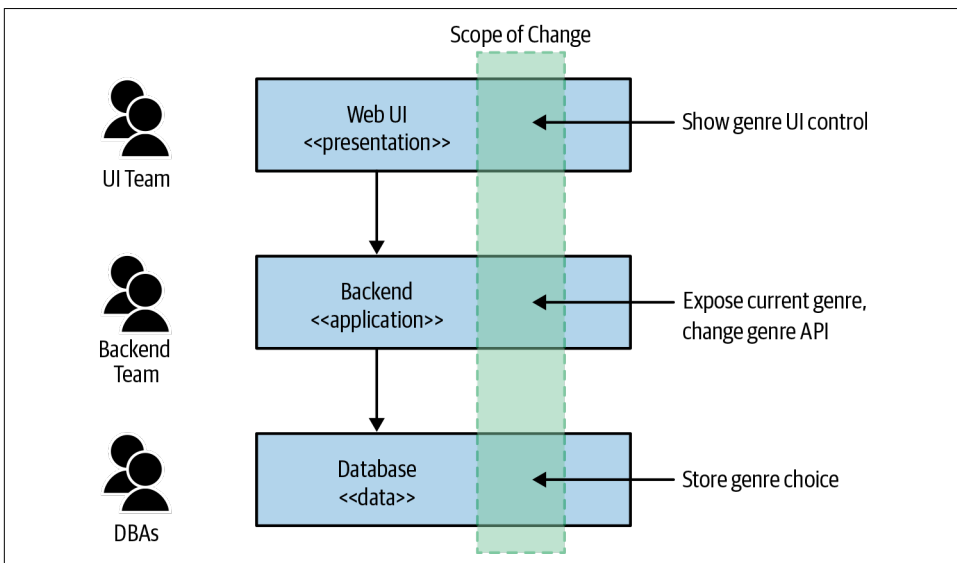 Scope of Change
Web UI
<<presentation>>
Show genre UI control
UI Team
Backend
<<application>>
Expose current genre,
change genre API
Backend
Team
Database
<<data>>
Store genre choice
DBAs